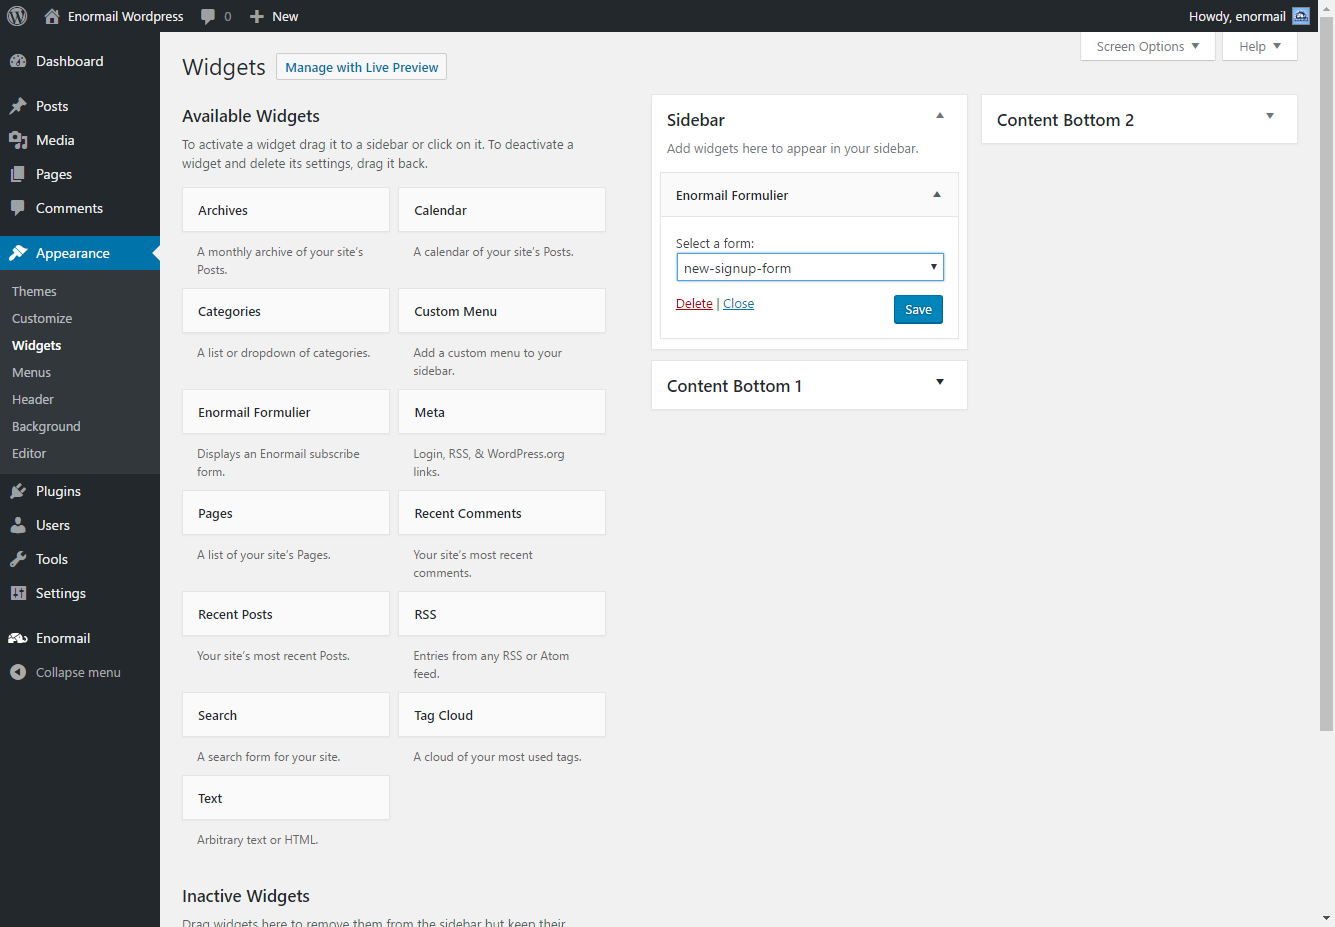 Enormail Wordpress
0
New
Howdy, enormail
Dashboard
Posts
Media
Pages
Comments
Appearance
Themes
Customize
Widgets
Menus
Header
Background
Editor
Plugins
Users
Tools
Settings
Enormail
Collapse menu
Screen Options
Help
Widgets
Manage with Live Preview
Available Widgets
To activate a widget drag it to a sidebar or click on it. To deactivate a
widget and delete its settings, drag it back.
Archives
A monthly archive of your site’s
Posts.
Calendar
A calendar of your site’s Posts.
Categories
A list or dropdown of categories.
Custom Menu
Add a custom menu to your
sidebar.
Enormail Formulier
Displays an Enormail subscribe
form.
Meta
Login, RSS, & WordPress.org
links.
Pages
A list of your site’s Pages.
Recent Comments
Your site’s most recent
comments.
Recent Posts
Your site’s most recent Posts.
RSS
Entries from any RSS or Atom
feed.
Search
A search form for your site.
Tag Cloud
A cloud of your most used tags.
Text
Arbitrary text or HTML.
Inactive Widgets
Drag widgets here to remove them from the sidebar but keep their
Sidebar
Add widgets here to appear in your sidebar.
Enormail Formulier
Select a form:
new-signup-form
Delete | Close
Save
Content Bottom 1
Content Bottom 2